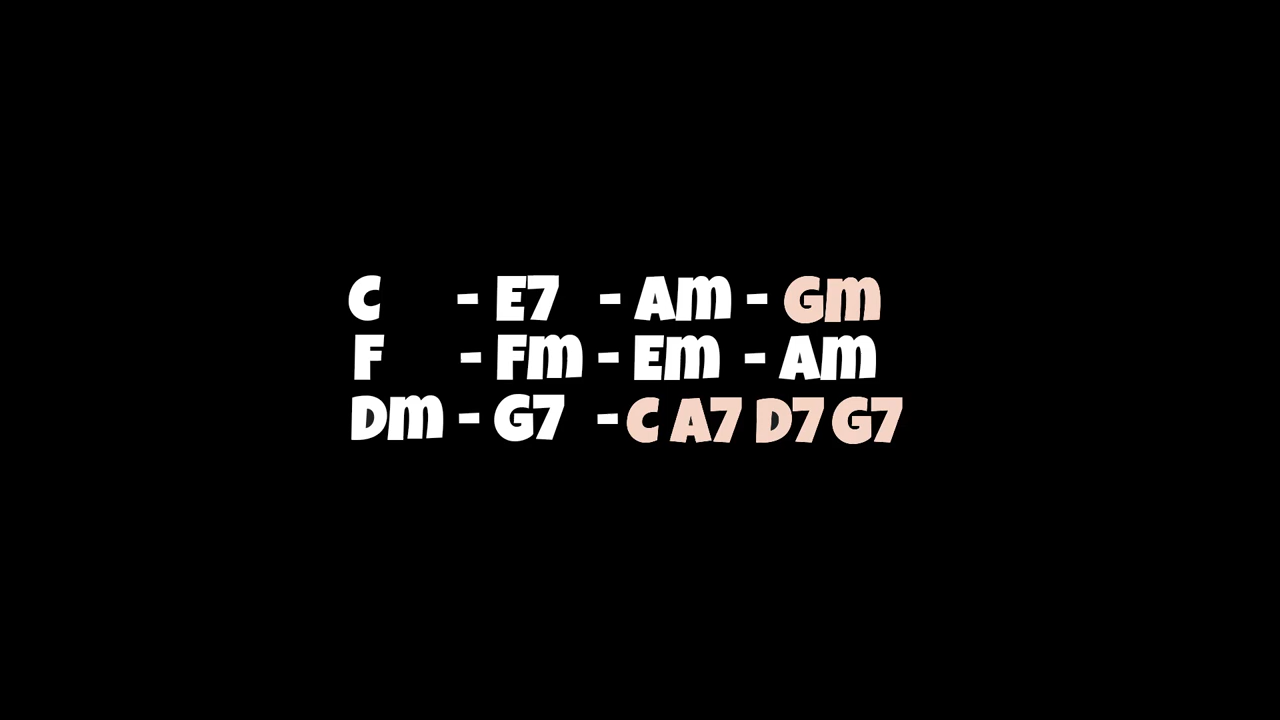 C - E7 - Am - Gm
F - Fm - Em - Am
Dm - G7 - C A7 D7 G7